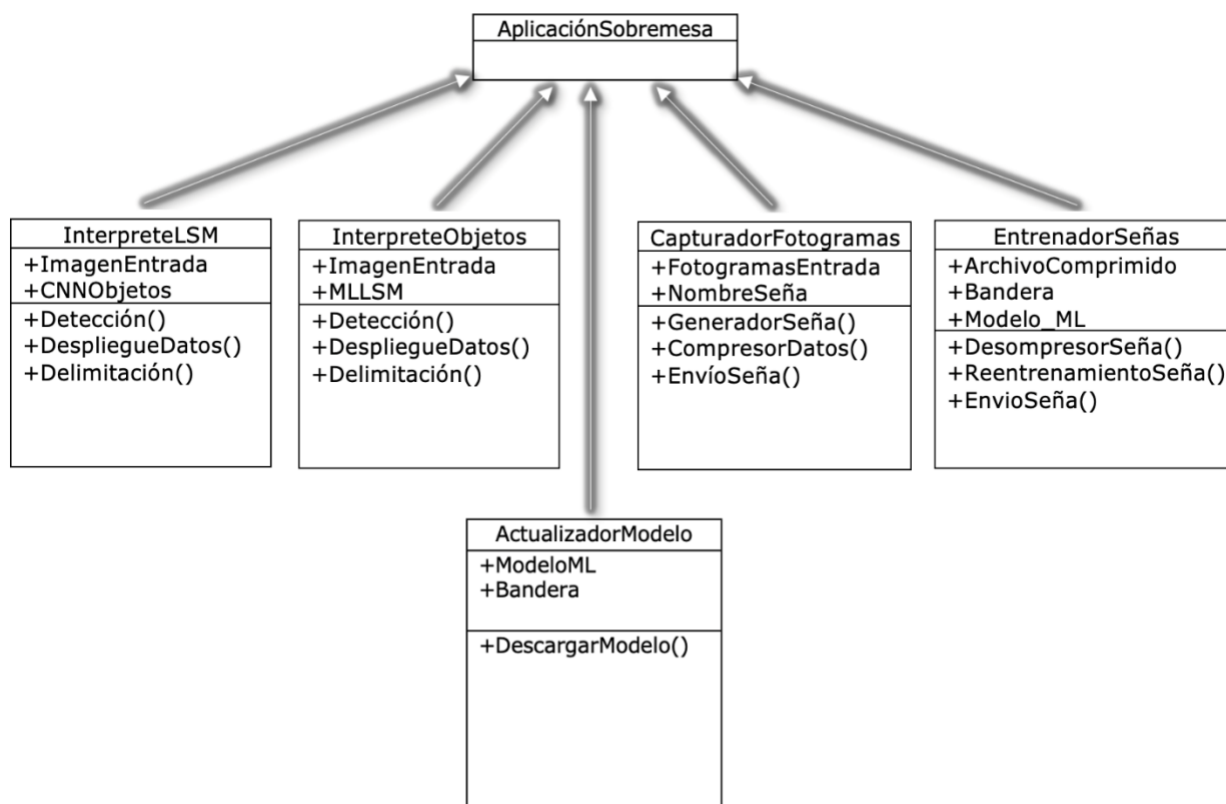 AplicaciónSobremesa
InterpreteLSM
+ImagenEntrada
+CNNObjetos
+Detección()
+DespliegueDatos()
+Delimitación()
InterpreteObjetos
+ImagenEntrada
+MLLSM
+Detección()
+DespliegueDatos()
+Delimitación()
CapturadorFotogramas
+FotogramasEntrada
+NombreSeña
+GeneradorSeña()
+CompresorDatos()
+EnvíoSeña()
EntrenadorSeñas
+ArchivoComprimido
+Bandera
+Modelo_ML
+DesompresorSeña()
+ReentrenamientoSeña()
+EnvioSeña()
ActualizadorModelo
+ModeloML
+Bandera
+DescargarModelo()